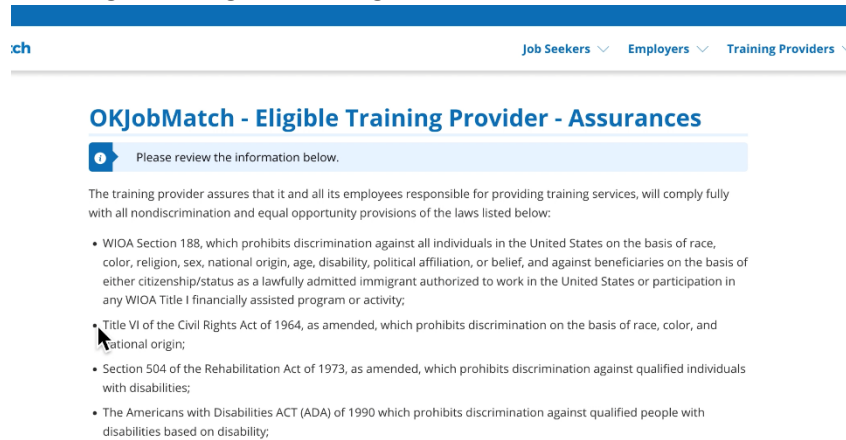 :ch
Job Seekers Employers Training Providers
OKJobMatch - Eligible Training Provider - Assurances
Please review the information below.
The training provider assures that it and all its employees responsible for providing training services, will comply fully
with all nondiscrimination and equal opportunity provisions of the laws listed below:
• WIOA Section 188, which prohibits discrimination against all individuals in the United States on the basis of race,
color, religion, sex, national origin, age, disability, political affiliation, or belief, and against beneficiaries on the basis of
either citizenship/status as a lawfully admitted immigrant authorized to work in the United States or participation in
any WIOA Title I financially assisted program or activity;
• Title VI of the Civil Rights Act of 1964, as amended, which prohibits discrimination on the basis of race, color, and
national origin;
• Section 504 of the Rehabilitation Act of 1973, as amended, which prohibits discrimination against qualified individuals
with disabilities;
• The Americans with Disabilities ACT (ADA) of 1990 which prohibits discrimination against qualified people with
disabilities based on disability;